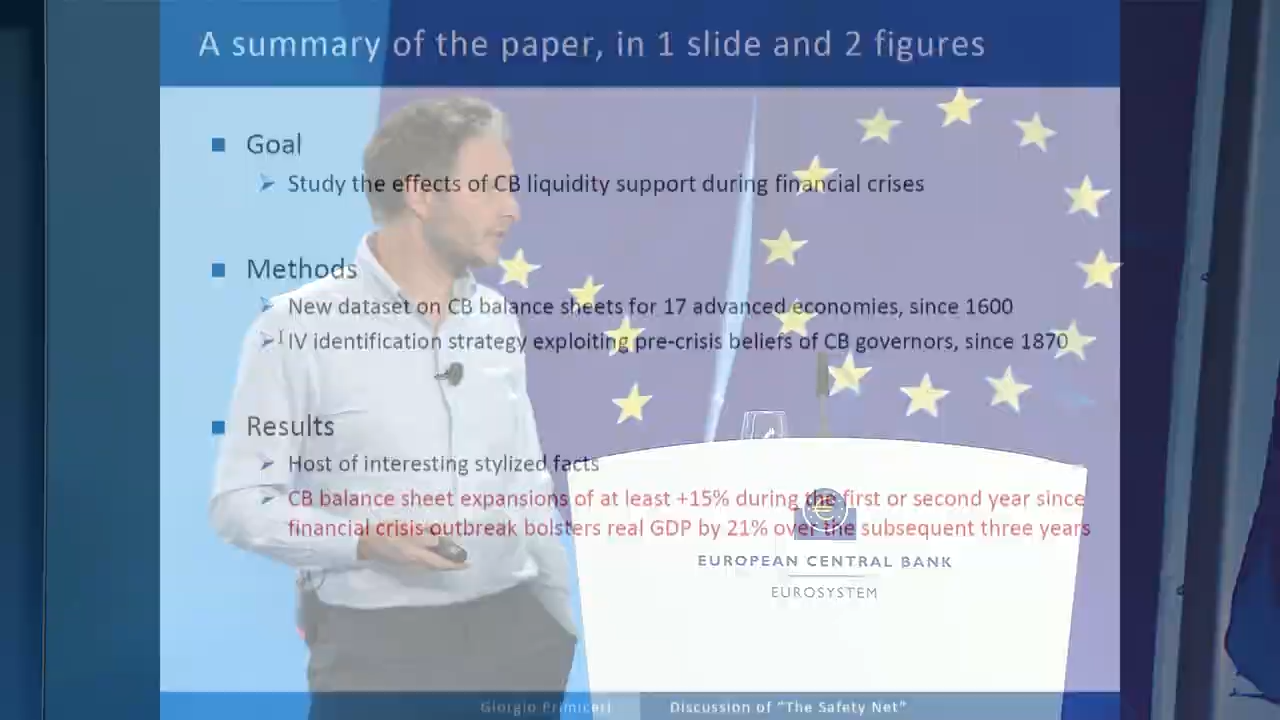 A summary of the paper, in 1 slide and 2 figures
Goal
Study the effects of CB liquidity support during financial crises
Methods
New dataset on CB balance sheets for 17 advanced economies, since 1600
IV identification strategy exploiting pre-crisis beliefs of CB governors, since 1870
Results
Host of interesting stylized facts
CB balance sheet expansions of at least +15% during the first or second year since
financial crisis outbreak bolsters real GDP by 21% over the subsequent three years
EUROPEAN CENTRAL BANK
EUROSYSTEM
Giorgio Primiceri Discussion of "The Safety Net"